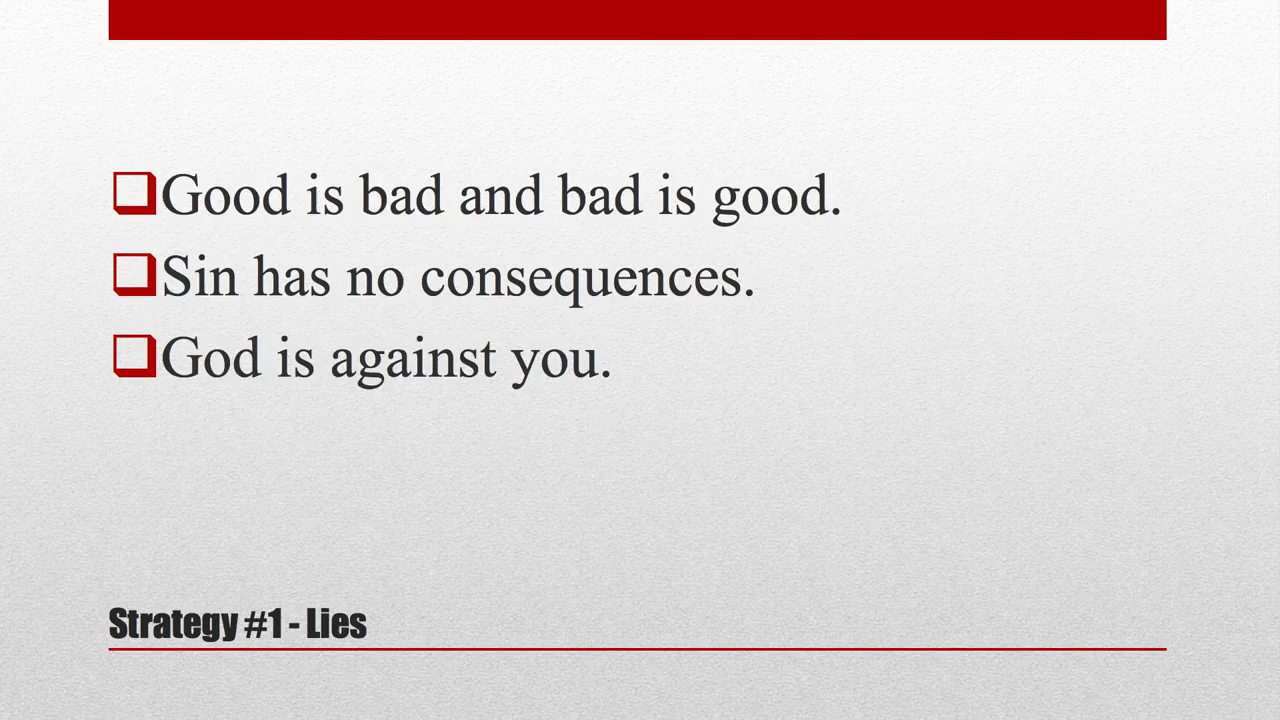 Good is bad and bad is good.
Sin has no consequences.
God is against you.
Strategy #1 - Lies